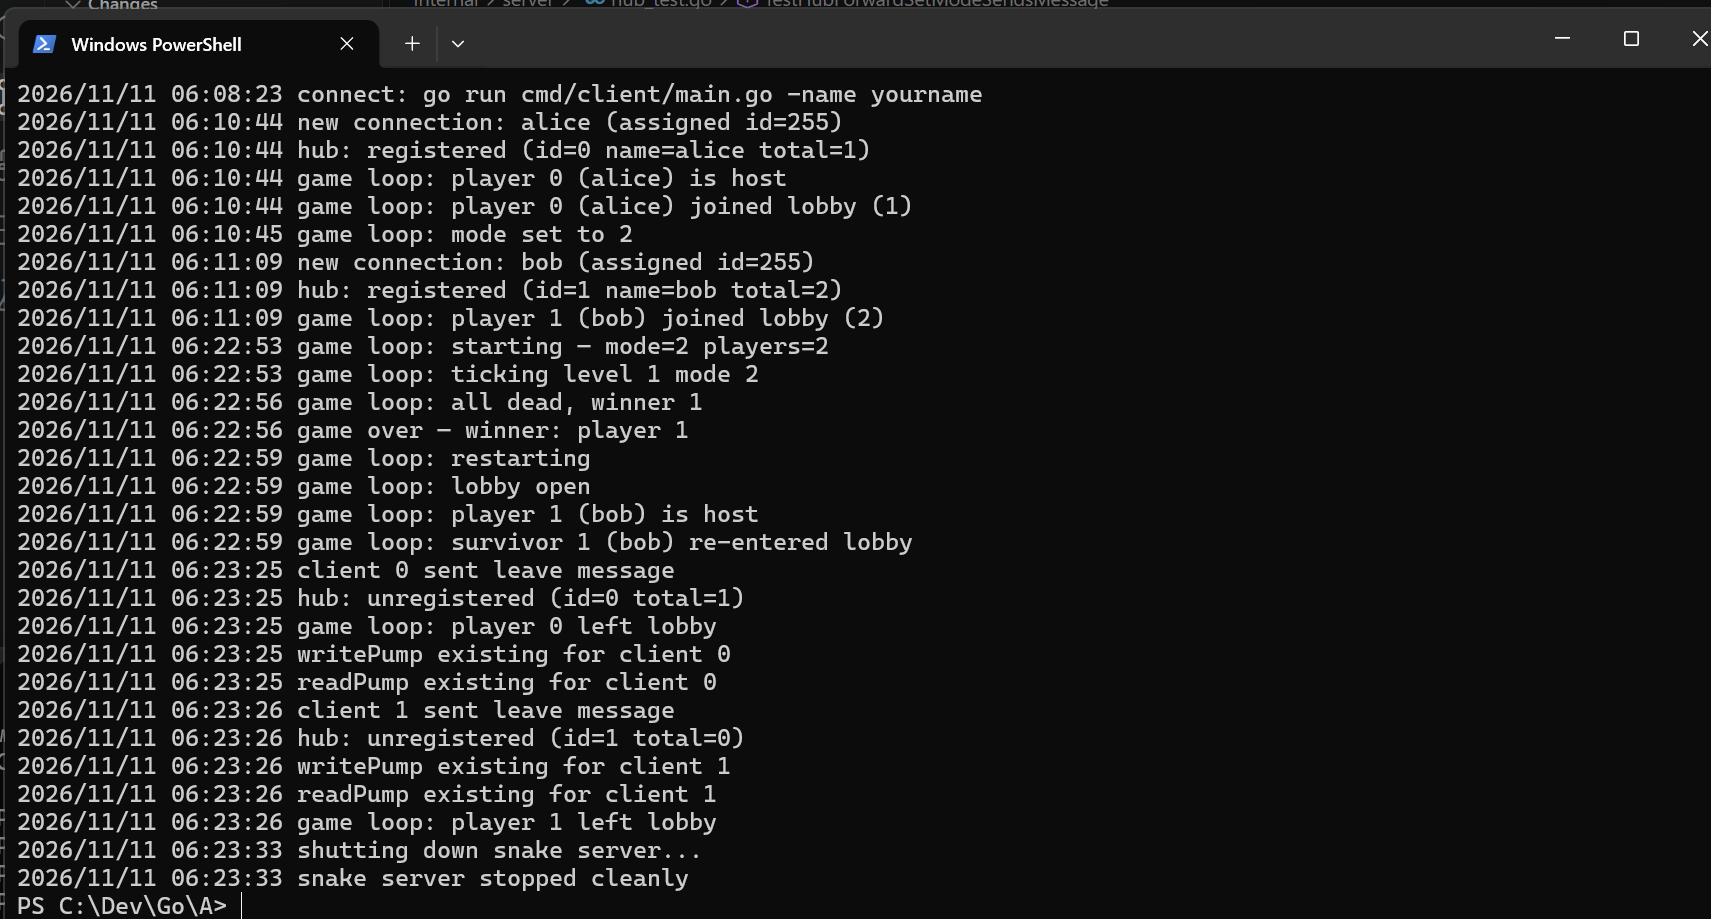 Changes
internal > server > hub_test.go > TestHubForwardSetModeSendsMessage
Windows PowerShell
2026/11/11 06:08:23 connect: go run cmd/client/main.go -name yourname
2026/11/11 06:10:44 new connection: alice (assigned id=255)
2026/11/11 06:10:44 hub: registered (id=0 name=alice total=1)
2026/11/11 06:10:44 game loop: player 0 (alice) is host
2026/11/11 06:10:44 game loop: player 0 (alice) joined lobby (1)
2026/11/11 06:10:45 game loop: mode set to 2
2026/11/11 06:11:09 new connection: bob (assigned id=255)
2026/11/11 06:11:09 hub: registered (id=1 name=bob total=2)
2026/11/11 06:11:09 game loop: player 1 (bob) joined lobby (2)
2026/11/11 06:22:53 game loop: starting — mode=2 players=2
2026/11/11 06:22:53 game loop: ticking level 1 mode 2
2026/11/11 06:22:56 game loop: all dead, winner 1
2026/11/11 06:22:56 game over — winner: player 1
2026/11/11 06:22:59 game loop: restarting
2026/11/11 06:22:59 game loop: lobby open
2026/11/11 06:22:59 game loop: player 1 (bob) is host
2026/11/11 06:22:59 game loop: survivor 1 (bob) re-entered lobby
2026/11/11 06:23:25 client 0 sent leave message
2026/11/11 06:23:25 hub: unregistered (id=0 total=1)
2026/11/11 06:23:25 game loop: player 0 left lobby
2026/11/11 06:23:25 writePump existing for client 0
2026/11/11 06:23:25 readPump existing for client 0
2026/11/11 06:23:26 client 1 sent leave message
2026/11/11 06:23:26 hub: unregistered (id=1 total=0)
2026/11/11 06:23:26 writePump existing for client 1
2026/11/11 06:23:26 readPump existing for client 1
2026/11/11 06:23:26 game loop: player 1 left lobby
2026/11/11 06:23:33 shutting down snake server...
2026/11/11 06:23:33 snake server stopped cleanly
PS C:\Dev\Go\A>